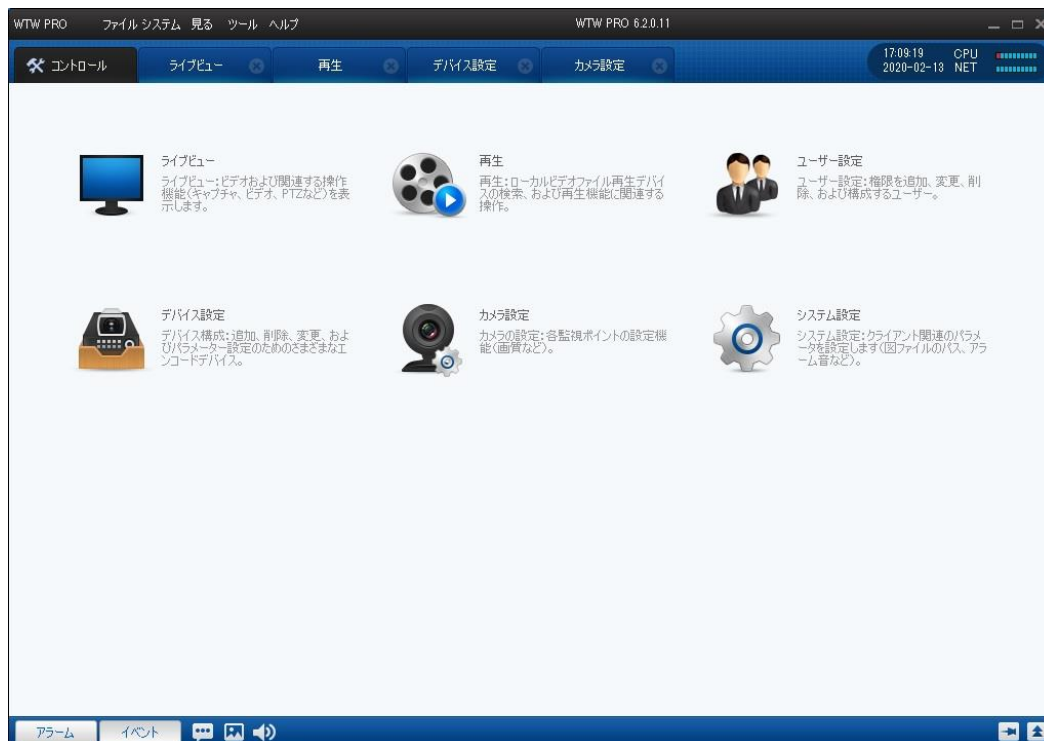 WTW PRO ファイル システム 見る ツール ヘルプ WTW PRO 6.2.0.11
コントロール ライブビュー 再生 デバイス設定 カメラ設定 17:09:19 CPU
2020-02-13 NET
ライブビュー
ライブビュー:ビデオおよび関連する操作
機能(キャプチャ、ビデオ、PTZなど)を表
示します。
再生
再生:ローカルビデオファイル再生デバイ
スの検索、および再生機能に関連する
操作。
ユーザー設定
ユーザー設定:権限を追加、変更、削
除、および構成するユーザー。
デバイス設定
デバイス構成:追加、削除、変更、およ
びパラメーター設定のためのさまざまなエ
ンコードデバイス。
カメラ設定
カメラの設定:各監視ポイントの設定機
能(画質など)。
システム設定
システム設定:クライアント関連のパラメ
ータを設定します(図ファイルのパス、アラ
ーム音など)。
アラーム イベント